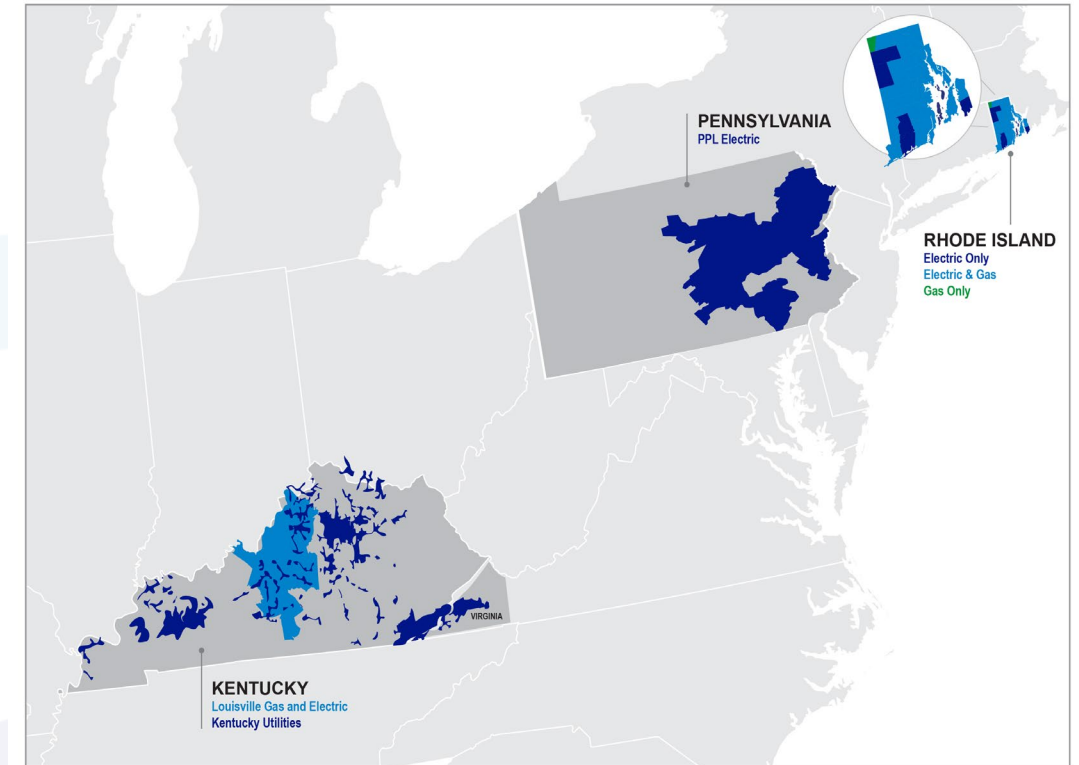 PENNSYLVANIA
PPL Electric
RHODE ISLAND
Electric Only
Electric & Gas
Gas Only
VIRGINIA
KENTUCKY
Louisville Gas and Electric
Kentucky Utilities